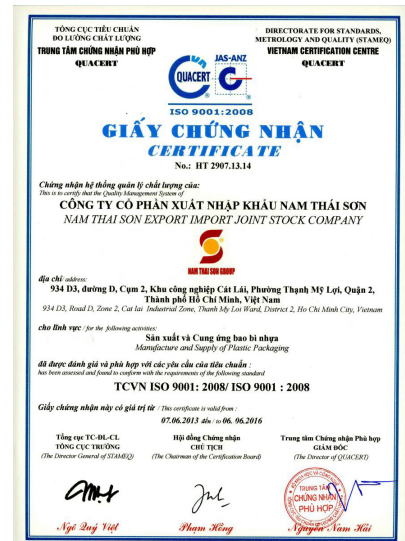 TỔNG CỤC TIÊU CHUẨN
ĐO LƯỜNG CHẤT LƯỢNG
TRUNG TÂM CHỨNG NHẬN PHÙ HỢP
QUACERT
DIRECTORATE FOR STANDARDS,
METROLOGY AND QUALITY (STAMEQ)
VIETNAM CERTIFICATION CENTRE
QUACERT
JAS-ANZ
QUACERT
ISO 9001:2008
GIẤY CHỨNG NHẬN
CERTIFICATE
No.: HT 2907.13.14
Chứng nhận hệ thống quản lý chất lượng của:
This is to certify that the Quality Management System of
CÔNG TY CỔ PHẦN XUẤT NHẬP KHẨU NAM THÁI SƠN
NAM THAI SON EXPORT IMPORT JOINT STOCK COMPANY
NAM THAI SON GROUP
địa chỉ/ address:
934 D3, đường D, Cụm 2, Khu công nghiệp Cát Lái, Phường Thạnh Mỹ Lợi, Quận 2,
Thành phố Hồ Chí Minh, Việt Nam
934 D3, Road D, Zone 2, Cat lai Industrial Zone, Thanh My Loi Ward, District 2, Ho Chi Minh City, Vietnam
cho lĩnh vực / for the following activities:
Sản xuất và Cung ứng bao bì nhựa
Manufacture and Supply of Plastic Packaging
đã được đánh giá và phù hợp với các yêu cầu của tiêu chuẩn :
has been assessed and found to conform with the requirements of the following standard
TCVN ISO 9001: 2008/ ISO 9001 : 2008
Giấy chứng nhận này có giá trị từ / This certificate is valid from :
07.06.2013 đến / to 06. 06.2016
Tổng cục TC-ĐL-CL
TỔNG CỤC TRƯỞNG
(The Director General of STAMEQ)
Hội đồng Chứng nhận
CHỦ TỊCH
(The Chairman of the Certification Board)
Trung tâm Chứng nhận Phù hợp
GIÁM ĐỐC
(The Director of QUACERT)
TRUNG TÂM
CHỨNG NHẬN
PHÙ HỢP
Ngô Quý Việt
Phạm Hồng
Nguyễn Nam Hải